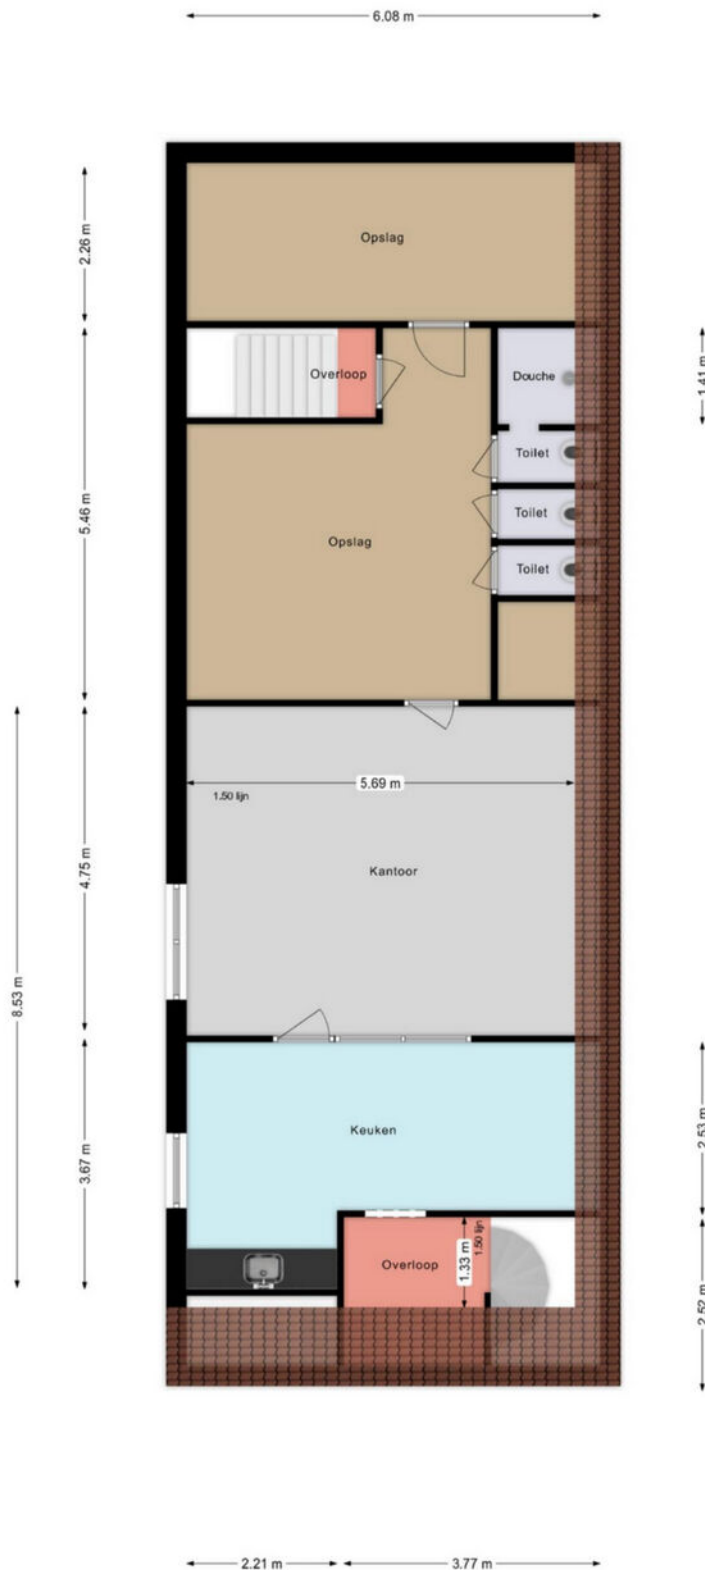 6.08 m
Opslag
2.26 m
Overloop
Douche
1.41 m
Toilet
Toilet
Opslag
5.46 m
Toilet
5.69 m
1.50 lijn
Kantoor
4.75 m
8.53 m
Keuken
2.53 m
3.67 m
1.50 lijn
1.33 m
Overloop
2.52 m
2.21 m
3.77 m